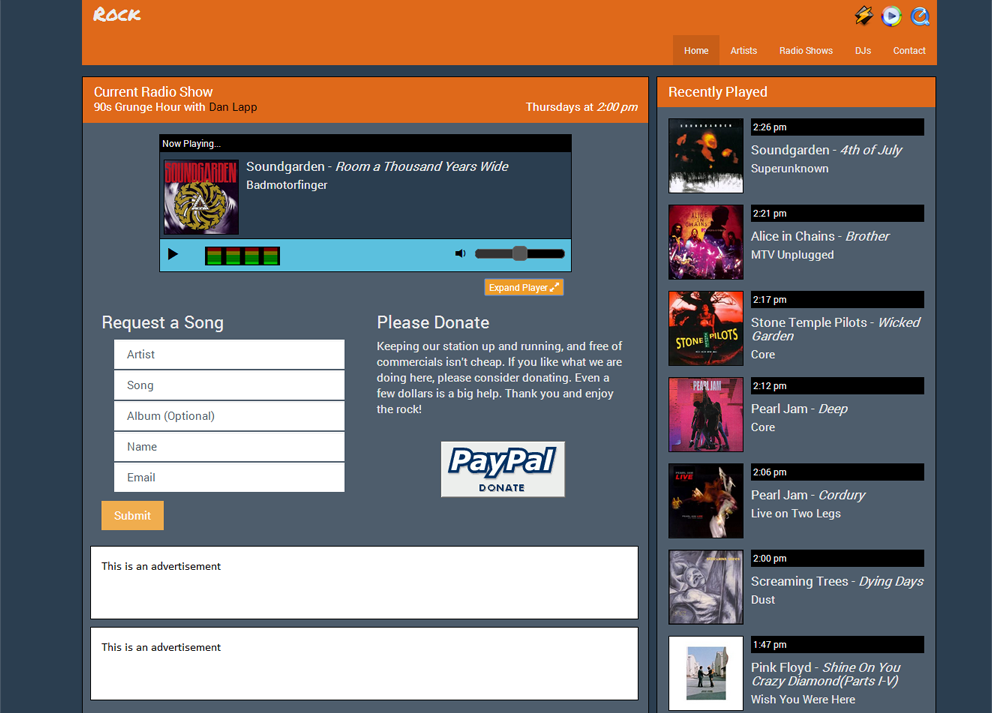 Rock
Home Artists Radio Shows DJs Contact
Current Radio Show
90s Grunge Hour with Dan Lapp
Thursdays at 2:00 pm
Now Playing...
SOUNDGARDEN
Soundgarden - Room a Thousand Years Wide
Badmotorfinger
Expand Player
Request a Song
Artist
Song
Album (Optional)
Name
Email
Submit
Please Donate
Keeping our station up and running, and free of
commercials isn't cheap. If you like what we are
doing here, please consider donating. Even a
few dollars is a big help. Thank you and enjoy
the rock!
PayPal
DONATE
This is an advertisement
This is an advertisement
Recently Played
SOUNDGARDEN
2:26 pm
Soundgarden - 4th of July
Superunknown
2:21 pm
Alice in Chains - Brother
MTV Unplugged
STONE TEMPLE PILOTS
2:17 pm
Stone Temple Pilots - Wicked
Garden
Core
PEARL JAM
2:12 pm
Pearl Jam - Deep
Core
PEARL JAM
LIVE
2:06 pm
Pearl Jam - Cordury
Live on Two Legs
2:00 pm
Screaming Trees - Dying Days
Dust
1:47 pm
Pink Floyd - Shine On You
Crazy Diamond(Parts I-V)
Wish You Were Here